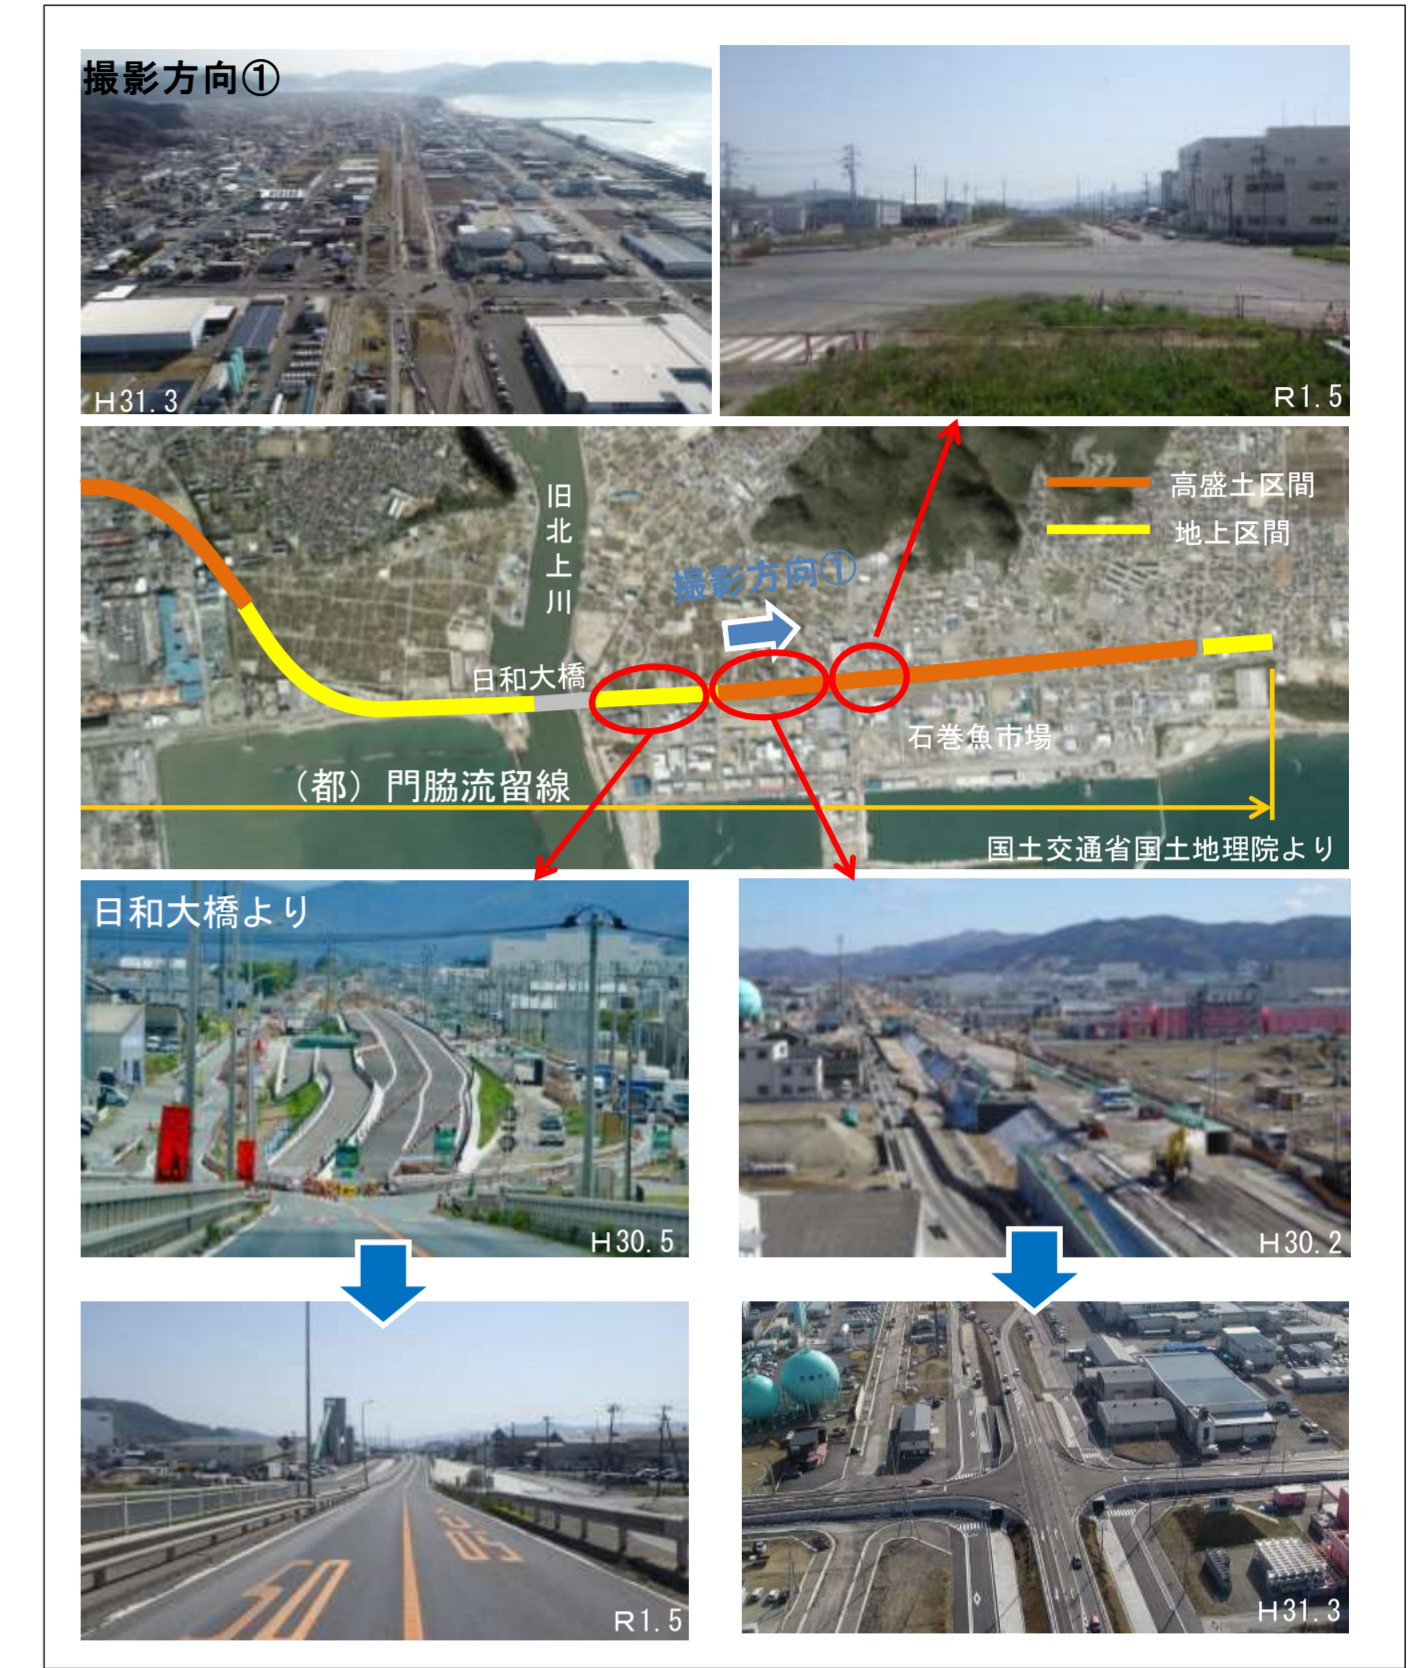 撮影方向①
H31.3
R1.5
高盛土区間
地上区間
旧北上川
撮影方向①
日和大橋
石巻魚市場
（都）門脇流留線
国土交通省国土地理院より
日和大橋より
H30.5
H30.2
50
50
R1.5
H31.3